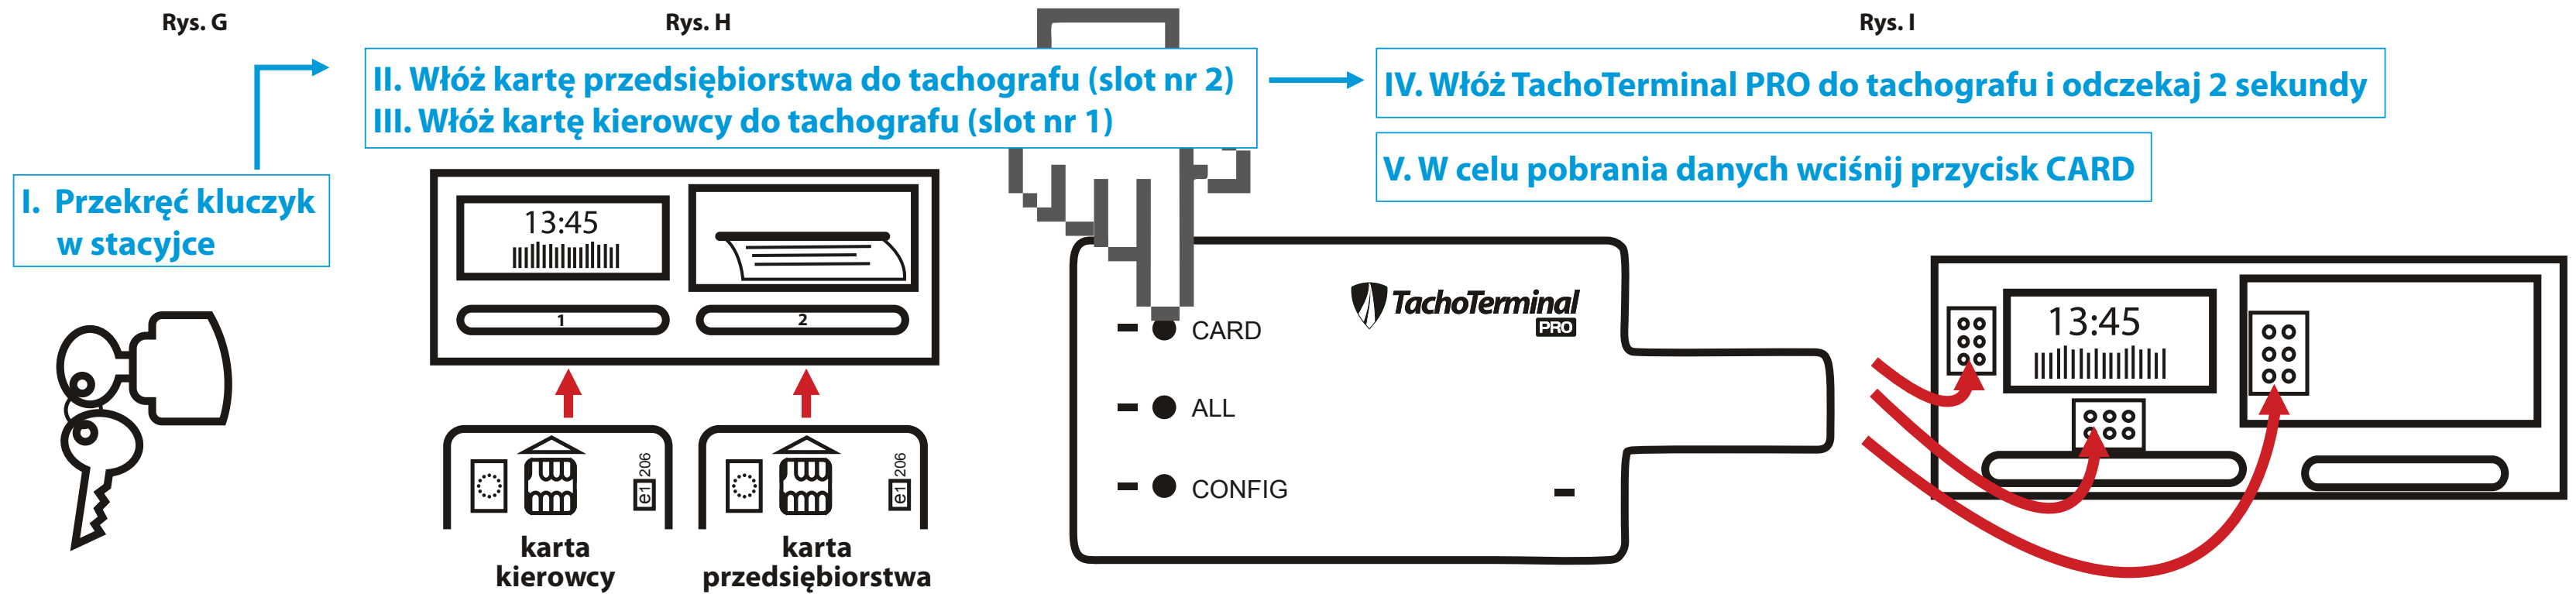 Rys. G
Rys. H
Rys. I
I. Przekręć kluczyk
w stacyjce
II. Włóż kartę przedsiębiorstwa do tachografu (slot nr 2)
III. Włóż kartę kierowcy do tachografu (slot nr 1)
IV. Włóż TachoTerminal PRO do tachografu i odczekaj 2 sekundy
V. W celu pobrania danych wciśnij przycisk CARD
13:45
1
2
e1 206
e1 206
karta
kierowcy
karta
przedsiębiorstwa
TachoTerminal
PRO
CARD
ALL
CONFIG
13:45